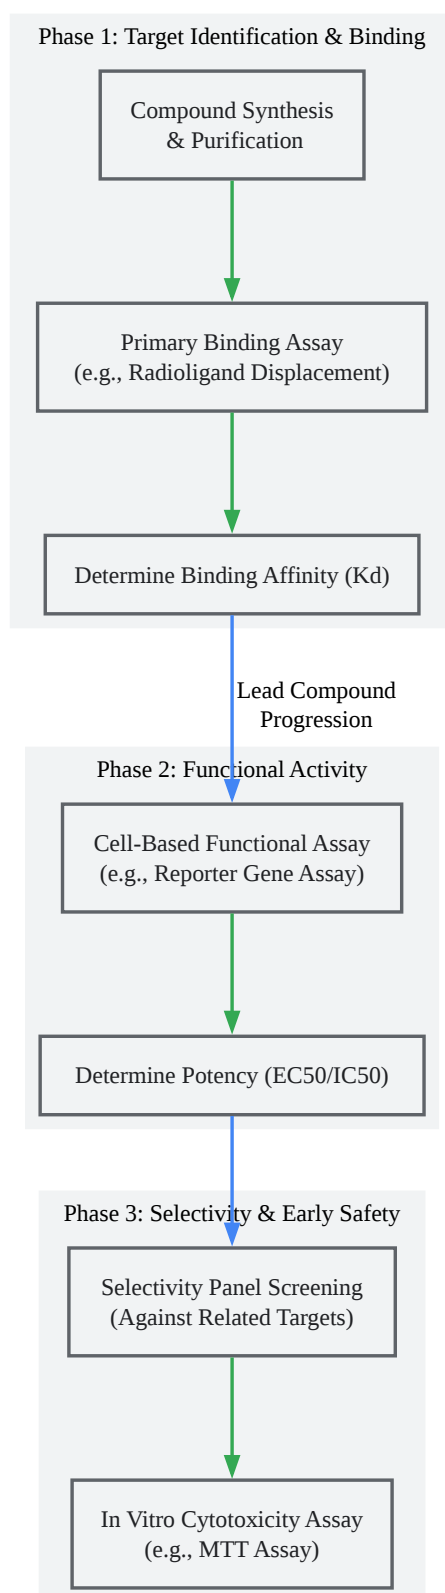 Phase 1: Target Identification & Binding
Compound Synthesis
& Purification
Primary Binding Assay
(e.g., Radioligand Displacement)
Determine Binding Affinity (Kd)
Lead Compound
Progression
Phase 2: Functional Activity
Cell-Based Functional Assay
(e.g., Reporter Gene Assay)
Determine Potency (EC50/IC50)
Phase 3: Selectivity & Early Safety
Selectivity Panel Screening
(Against Related Targets)
In Vitro Cytotoxicity Assay
(e.g., MTT Assay)